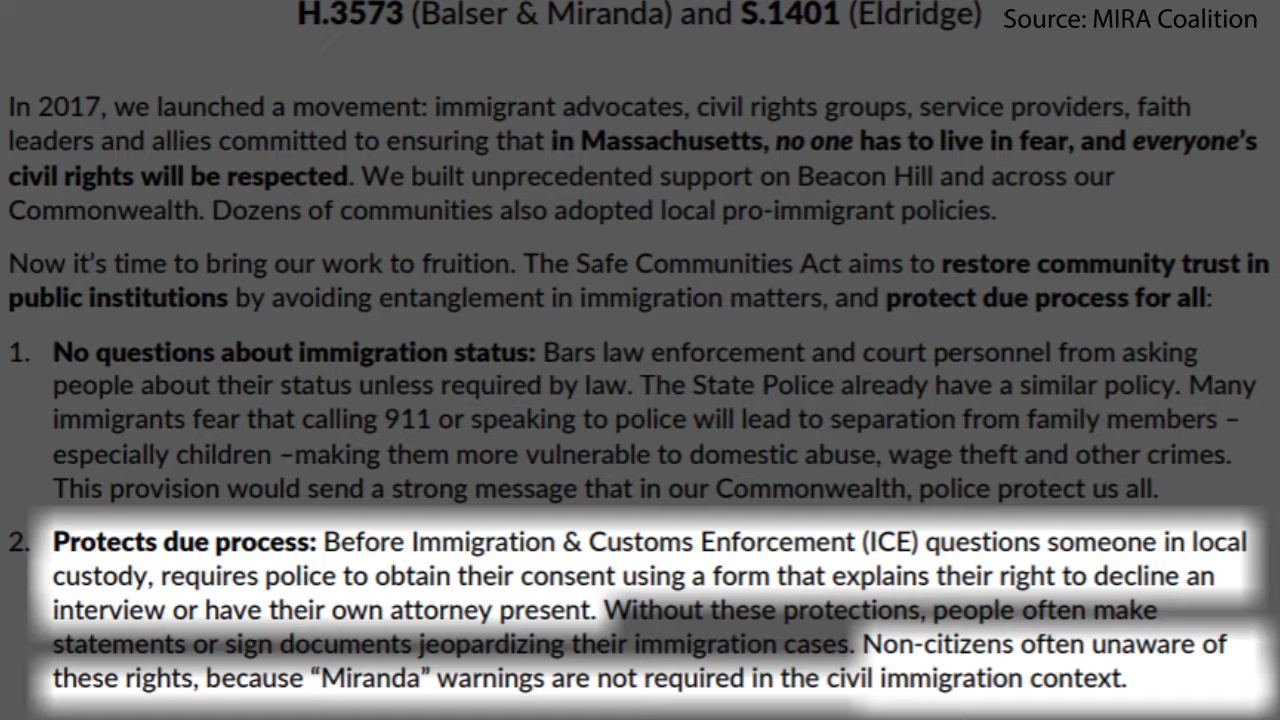 H.3573 (Balser & Miranda) and S.1401 (Eldridge)
Source: MIRA Coalition
In 2017, we launched a movement: immigrant advocates, civil rights groups, service providers, faith
leaders and allies committed to ensuring that in Massachusetts, no one has to live in fear, and everyone's
civil rights will be respected. We built unprecedented support on Beacon Hill and across our
Commonwealth. Dozens of communities also adopted local pro-immigrant policies.
Now it's time to bring our work to fruition. The Safe Communities Act aims to restore community trust in
public institutions by avoiding entanglement in immigration matters, and protect due process for all:
1. No questions about immigration status: Bars law enforcement and court personnel from asking
people about their status unless required by law. The State Police already have a similar policy. Many
immigrants fear that calling 911 or speaking to police will lead to separation from family members –
especially children –making them more vulnerable to domestic abuse, wage theft and other crimes.
This provision would send a strong message that in our Commonwealth, police protect us all.
2. Protects due process: Before Immigration & Customs Enforcement (ICE) questions someone in local
custody, requires police to obtain their consent using a form that explains their right to decline an
interview or have their own attorney present. Without these protections, people often make
statements or sign documents jeopardizing their immigration cases. Non-citizens often unaware of
these rights, because “Miranda” warnings are not required in the civil immigration context.